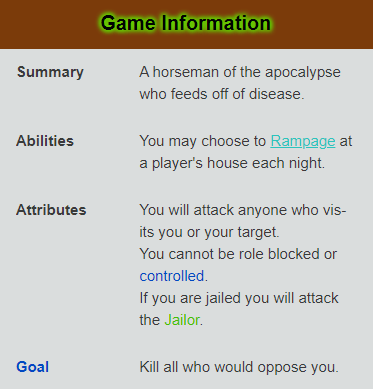 Game Information
Summary
A horseman of the apocalypse
who feeds off of disease.
Abilities
You may choose to Rampage at
a player's house each night.
Attributes
You will attack anyone who vis-
its you or your target.
You cannot be role blocked or
controlled.
If you are jailed you will attack
the Jailor.
Goal
Kill all who would oppose you.